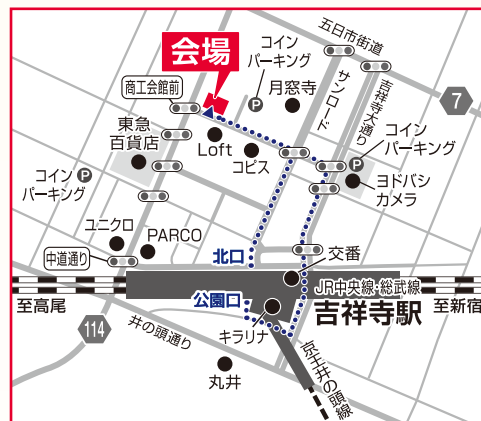 五日市街道
会場
コイン
パーキング
P
月窓寺
サンロード
吉祥寺大通り
7
商工会館前
東急
百貨店
Loft
コピス
コイン
パーキング
P
コイン
パーキング
P
ヨドバシ
カメラ
ユニクロ
PARCO
中道通り
北口
交番
JR中央線・総武線
吉祥寺駅
至高尾
至新宿
公園口
キラリナ
114
井の頭通り
丸井
京王井の頭線